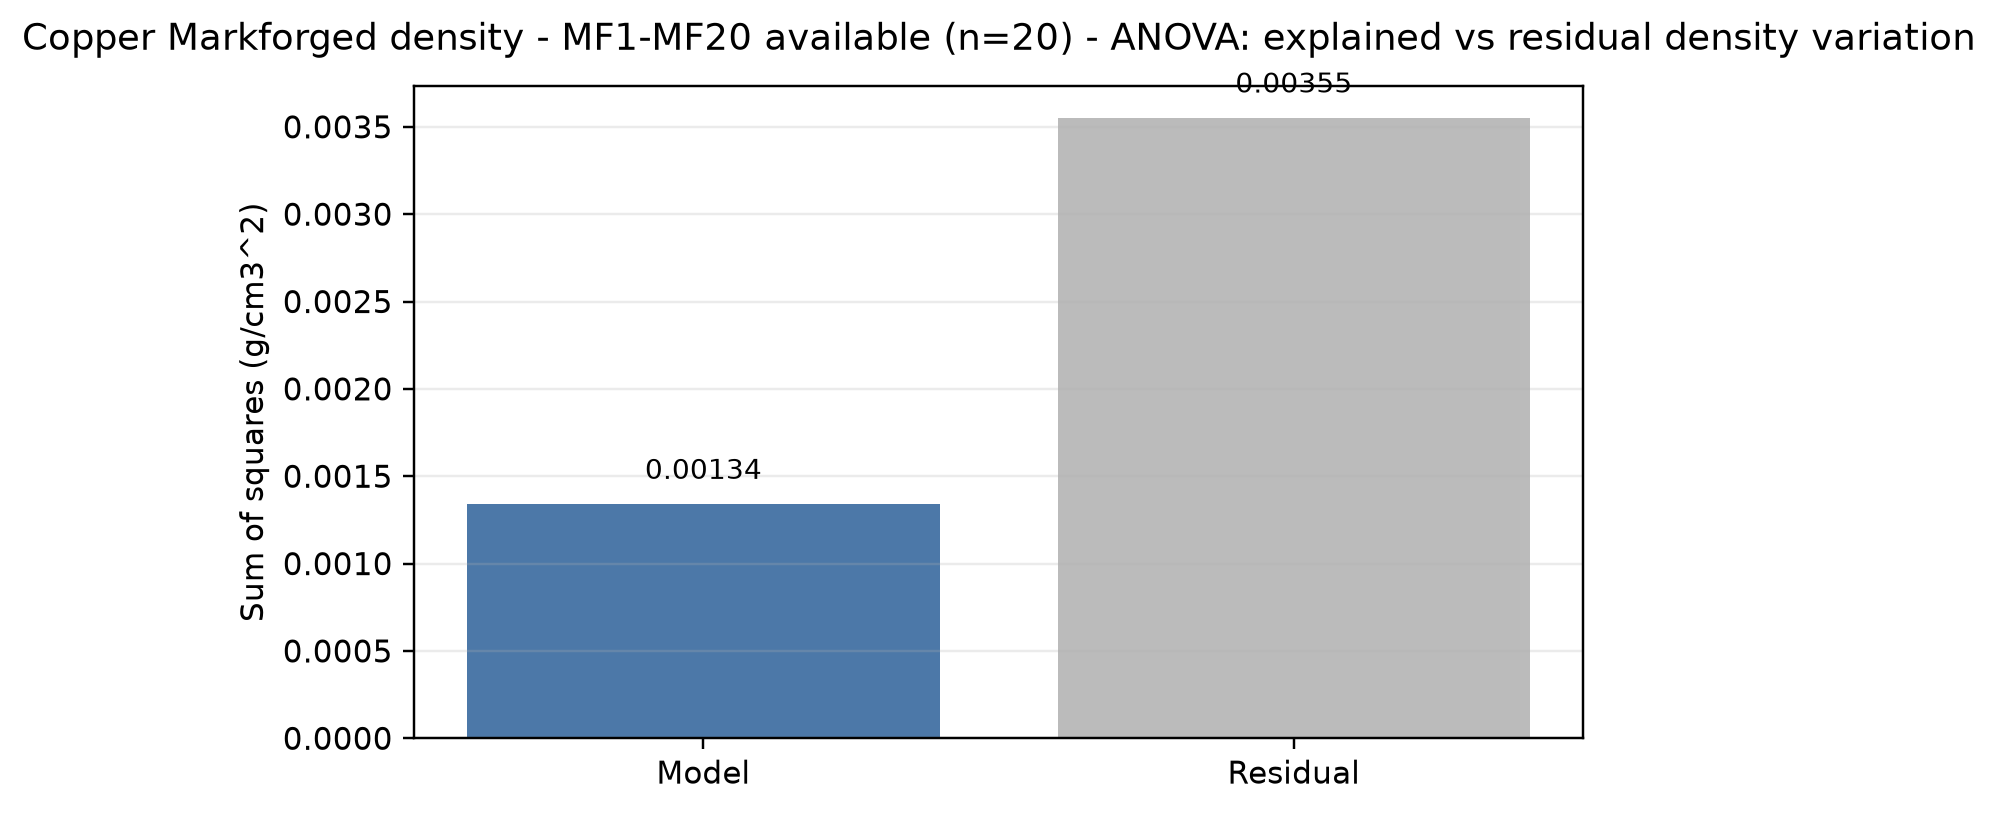 Copper Markforged density - MF1-MF20 available (n=20) - ANOVA: explained vs residual density variation
0.00355
0.0035
0.0030
0.0025
0.0020
0.0015
0.0010
0.0005
0.0000
Sum of squares (g/cm3^2)
0.00134
Model
Residual